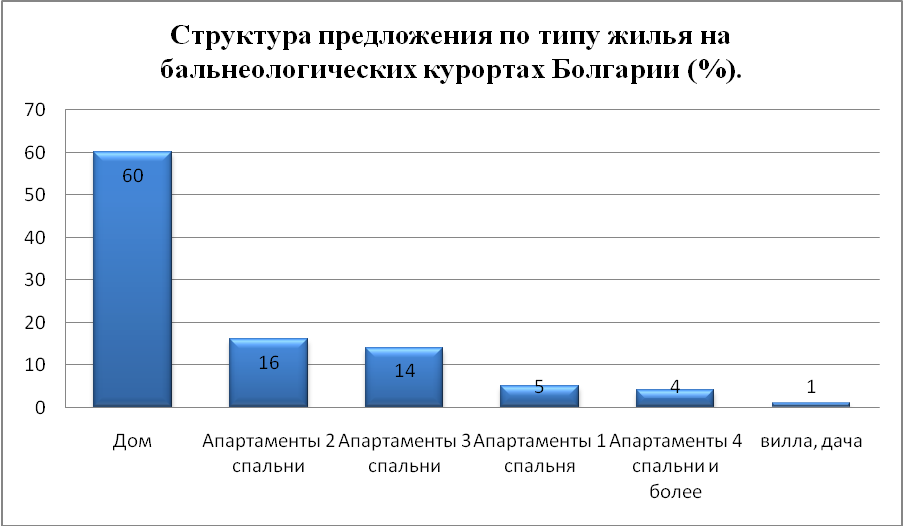 Структура предложения по типу жилья на
бальнеологических курортах Болгарии (%).
70
60
50
40
30
20
10
0
60
16
14
5
4
1
Дом
Апартаменты 2
спальни
Апартаменты 3
спальни
Апартаменты 1
спальня
Апартаменты 4
спальни и
более
вилла, дача